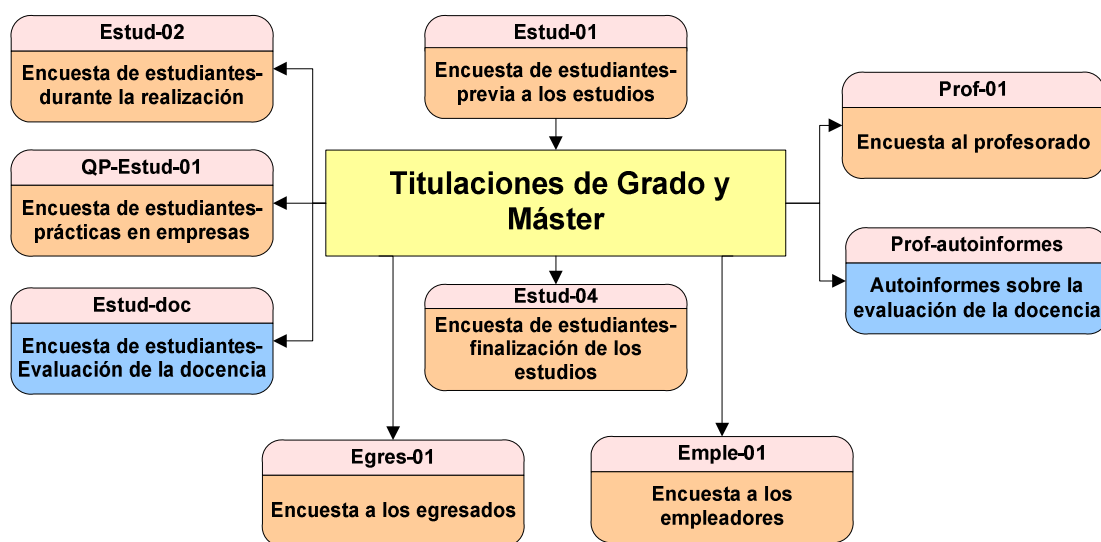 Estud-02
Encuesta de estudiantes-
durante la realización
Estud-01
Encuesta de estudiantes-
previa a los estudios
Prof-01
Encuesta al profesorado
QP-Estud-01
Encuesta de estudiantes-
prácticas en empresas
Titulaciones de Grado y
Máster
Prof-autoinformes
Autoinformes sobre la
evaluación de la docencia
Estud-doc
Encuesta de estudiantes-
Evaluación de la docencia
Estud-04
Encuesta de estudiantes-
finalización de los
estudios
Egres-01
Encuesta a los egresados
Emple-01
Encuesta a los
empleadores